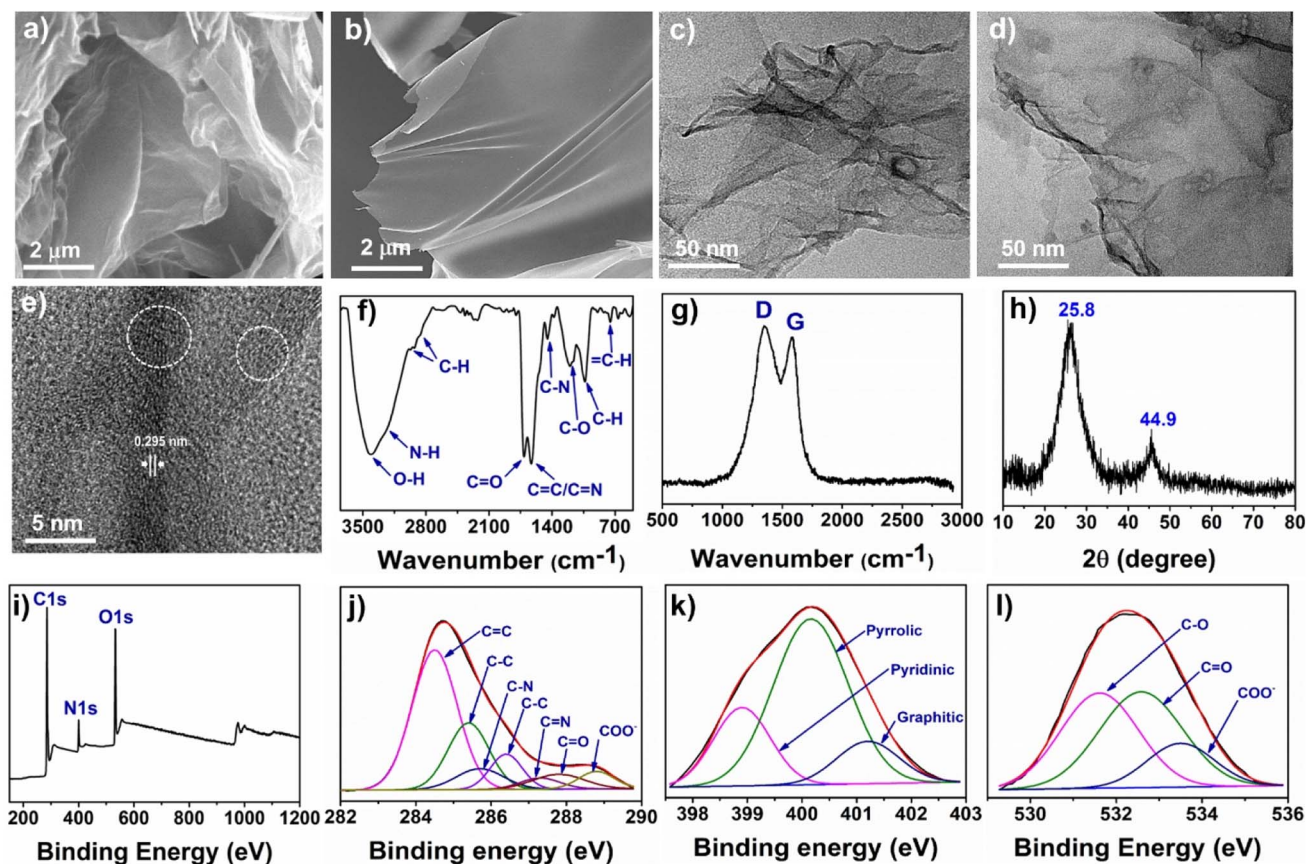 a)
2 μm
b)
2 μm
c)
50 nm
d)
50 nm
e)
0.295 nm
5 nm
f)
C-H
N-H
O-H
C=O
C=C/C=N
C-N
C-O
=C-H
C-H
3500 2800 2100 1400 700
Wavenumber (cm-1)
g)
D
G
500 1000 1500 2000 2500 3000
Wavenumber (cm-1)
h)
25.8
44.9
10 20 30 40 50 60 70 80
2θ (degree)
i)
C1s
N1s
O1s
200 400 600 800 1000 1200
Binding Energy (eV)
j)
C=C
C-C
C-N
C-C
C=N
C=O
COO-
282 284 286 288 290
Binding energy (eV)
k)
Pyrrolic
Pyridinic
Graphitic
398 399 400 401 402 403
Binding energy (eV)
l)
C-O
C=O
COO-
530 532 534 536
Binding Energy (eV)